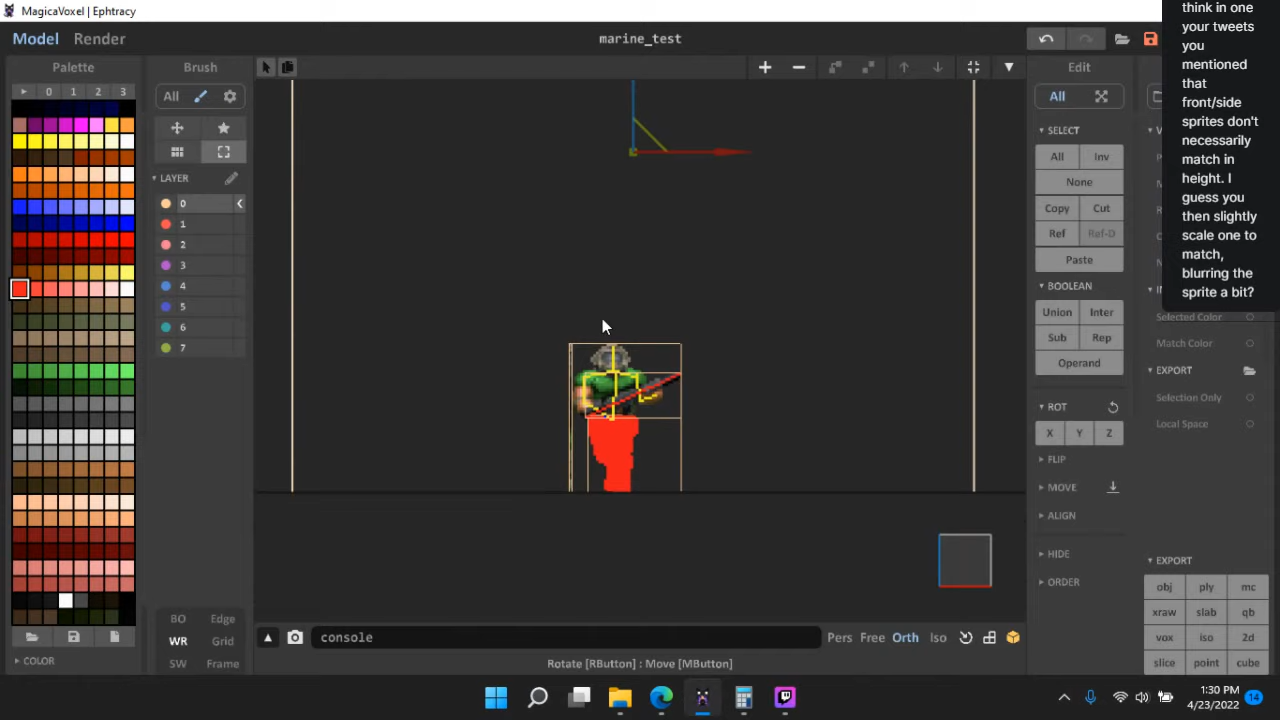 MagicaVoxel | Ephtracy
Model Render
marine_test
Palette
0 1 2 3
COLOR
Brush
All
LAYER
0
1
2
3
4
5
6
7
BO Edge
WR Grid
SW Frame
console
Pers Free Orth Iso
Rotate [RButton] : Move [MButton]
Edit
All
SELECT
All Inv
None
Copy Cut
Ref Ref-D
Paste
BOOLEAN
Union Inter
Sub Rep
Operand
ROT
X Y Z
FLIP
MOVE
ALIGN
HIDE
ORDER
think in one
your tweets
you
mentioned
that
front/side
sprites don't
necessarily
match in
height. I
guess you
then slightly
scale one to
match,
blurring the
sprite a bit?
Selected Color
Match Color
EXPORT
Selection Only
Local Space
EXPORT
obj ply mc
xraw slab qb
vox iso 2d
slice point cube
1:30 PM
4/23/2022
14